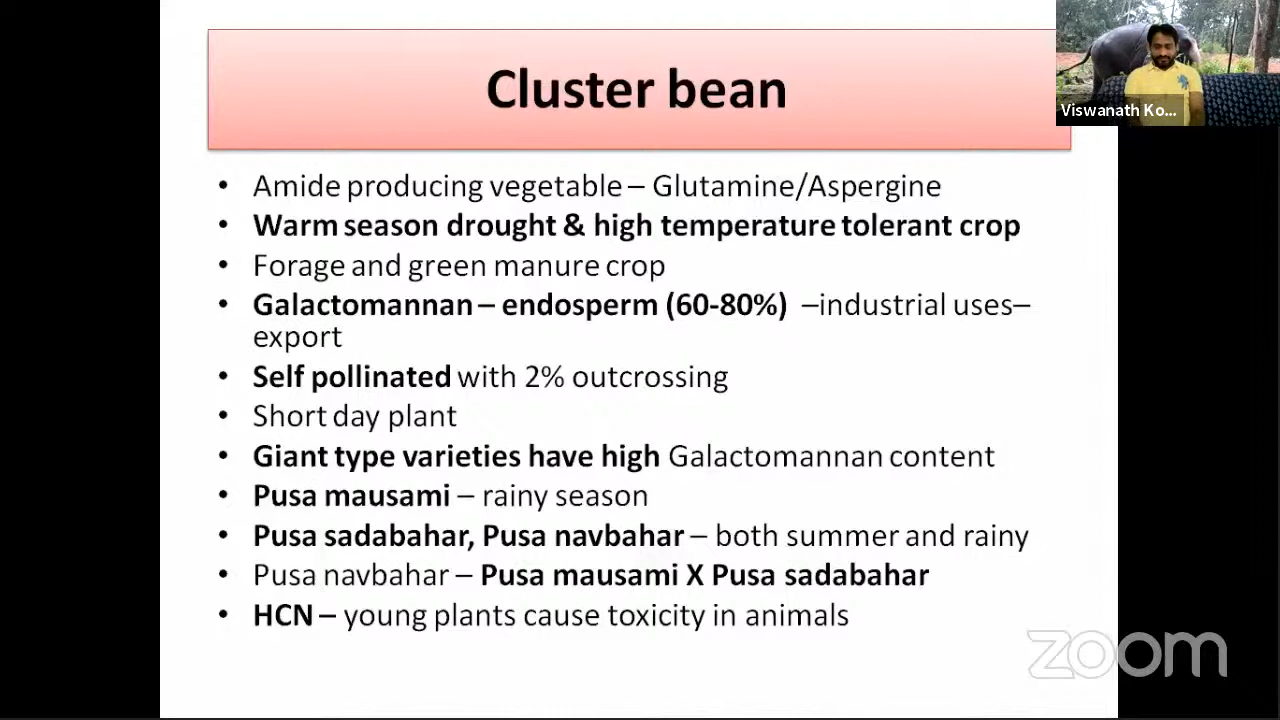 Cluster bean
Viswanath Ko...
• Amide producing vegetable – Glutamine/Aspergine
• Warm season drought & high temperature tolerant crop
• Forage and green manure crop
• Galactomannan – endosperm (60-80%) –industrial uses–
export
• Self pollinated with 2% outcrossing
• Short day plant
• Giant type varieties have high Galactomannan content
• Pusa mausami – rainy season
• Pusa sadabahar, Pusa navbahar – both summer and rainy
• Pusa navbahar – Pusa mausami X Pusa sadabahar
• HCN – young plants cause toxicity in animals
zoom